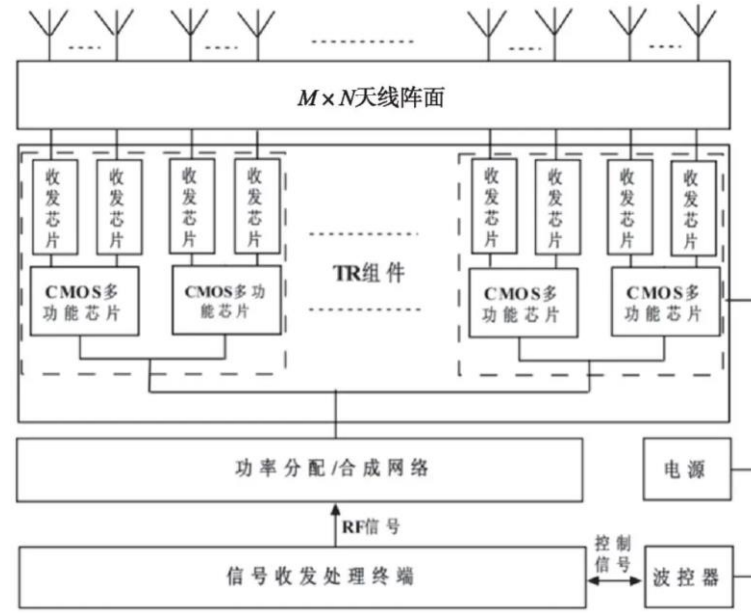 M×N天线阵面
收发芯片
收发芯片
收发芯片
收发芯片
收发芯片
收发芯片
收发芯片
收发芯片
TR组件
CMOS多
功能芯片
CMOS多功
能芯片
CMOS多
功能芯片
CMOS多
功能芯片
功率分配/合成网络
电源
RF信号
控制
信号
信号收发处理终端
波控器